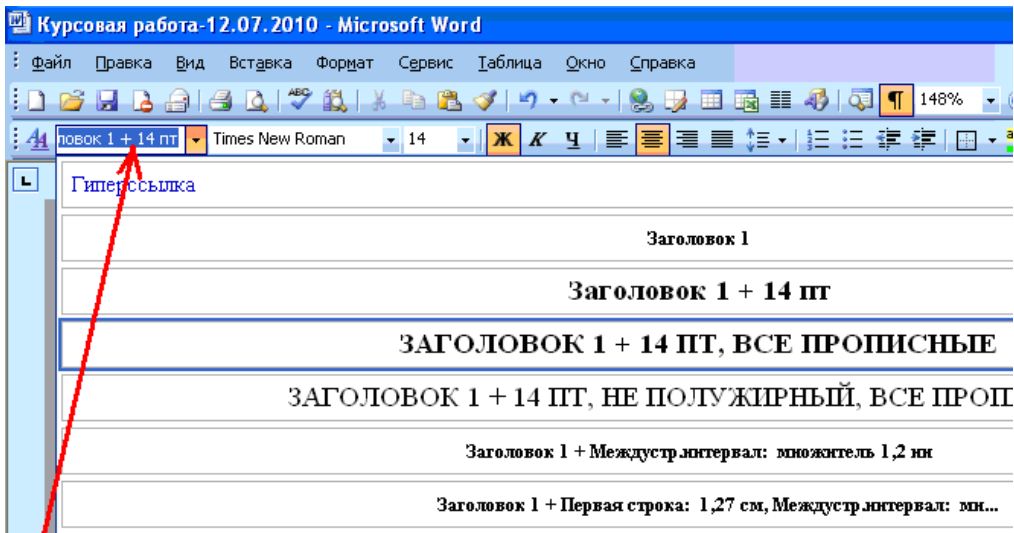 Курсовая работа-12.07.2010 - Microsoft Word
Файл Правка Вид Вставка Формат Сервис Таблица Окно Справка
ABC 148%
ловок 1 + 14 пт Times New Roman 14 Ж К Ч
Гиперссылка
Заголовок 1
Заголовок 1 + 14 пт
ЗАГОЛОВОК 1 + 14 ПТ, ВСЕ ПРОПИСНЫЕ
ЗАГОЛОВОК 1 + 14 ПТ, НЕ ПОЛУЖИРНЫЙ, ВСЕ ПРОП
Заголовок 1 + Междустр.интервал: множитель 1,2 ин
Заголовок 1 + Первая строка: 1,27 см, Междустр.интервал: мн...